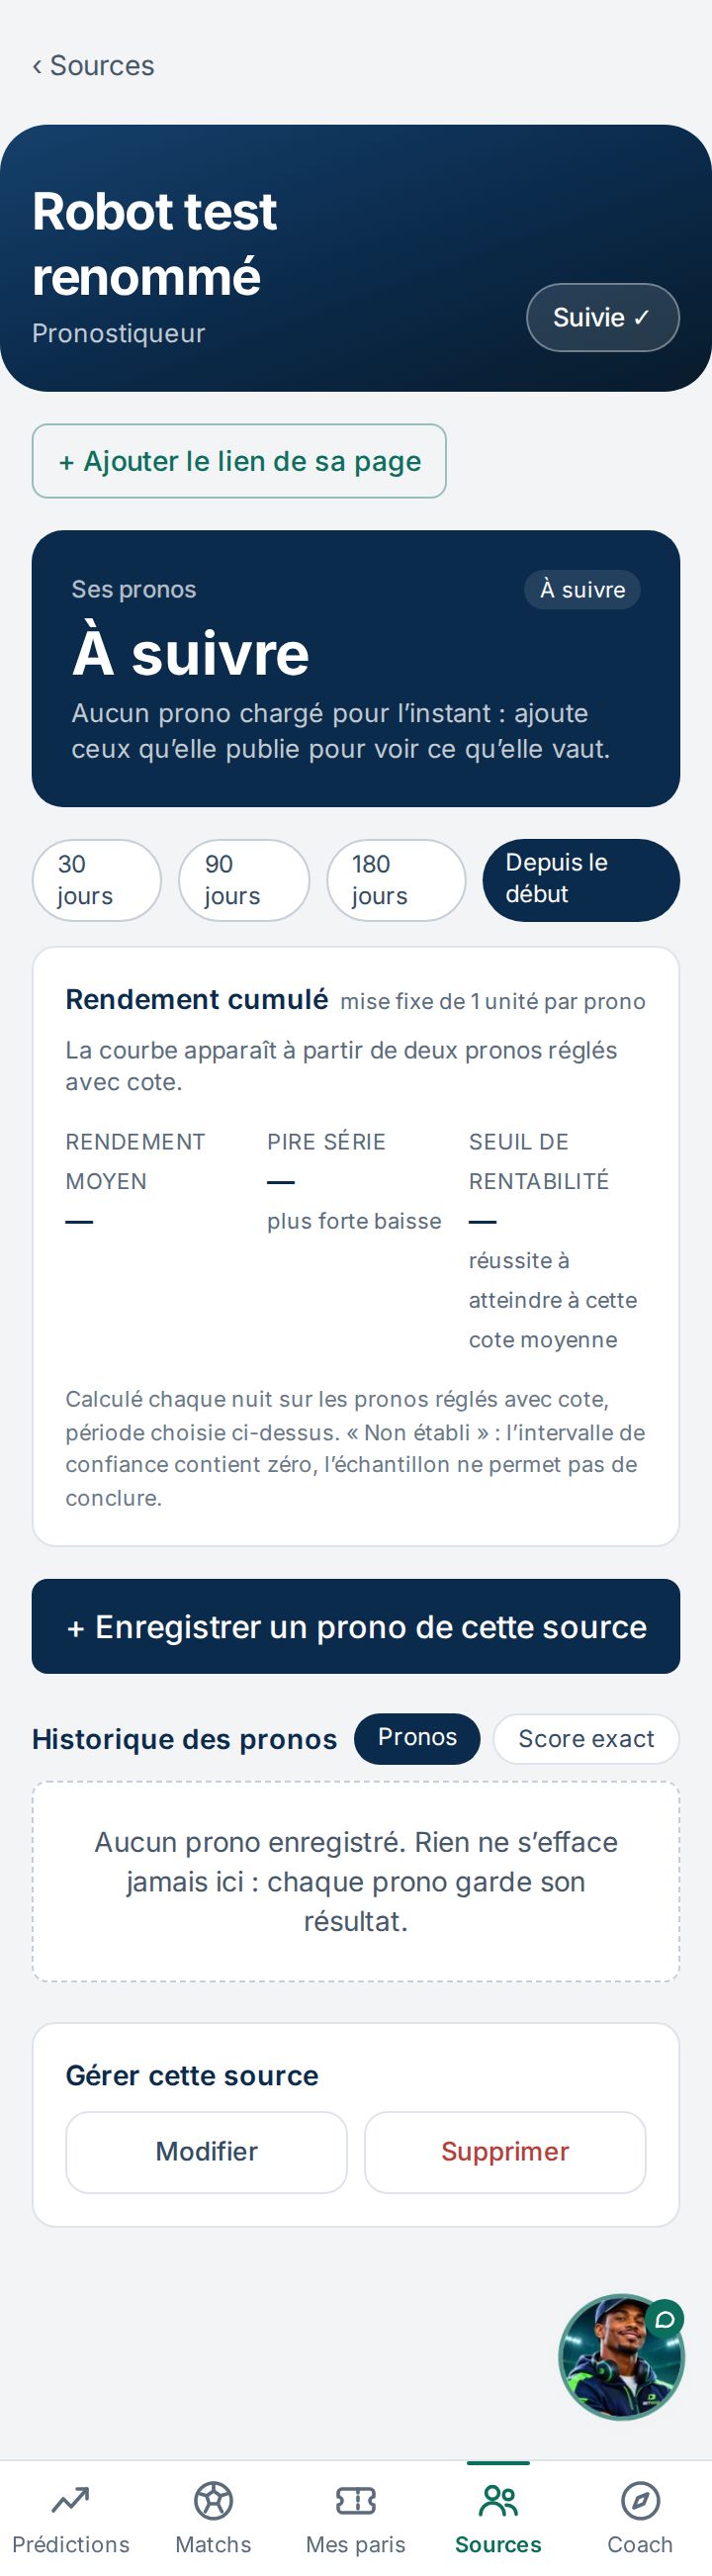 ‹ Sources
Robot test
renommé
Pronostiqueur
Suivie ✓
+ Ajouter le lien de sa page
Ses pronos
À suivre
À suivre
Aucun prono chargé pour l’instant : ajoute
ceux qu’elle publie pour voir ce qu’elle vaut.
30
jours
90
jours
180
jours
Depuis le
début
Rendement cumulé mise fixe de 1 unité par prono
La courbe apparaît à partir de deux pronos réglés
avec cote.
RENDEMENT
MOYEN
—
PIRE SÉRIE
—
plus forte baisse
SEUIL DE
RENTABILITÉ
—
réussite à
atteindre à cette
cote moyenne
Calculé chaque nuit sur les pronos réglés avec cote,
période choisie ci-dessus. « Non établi » : l’intervalle de
confiance contient zéro, l’échantillon ne permet pas de
conclure.
+ Enregistrer un prono de cette source
Historique des pronos
Pronos
Score exact
Aucun prono enregistré. Rien ne s’efface
jamais ici : chaque prono garde son
résultat.
Gérer cette source
Modifier
Supprimer
Prédictions
Matchs
Mes paris
Sources
Coach